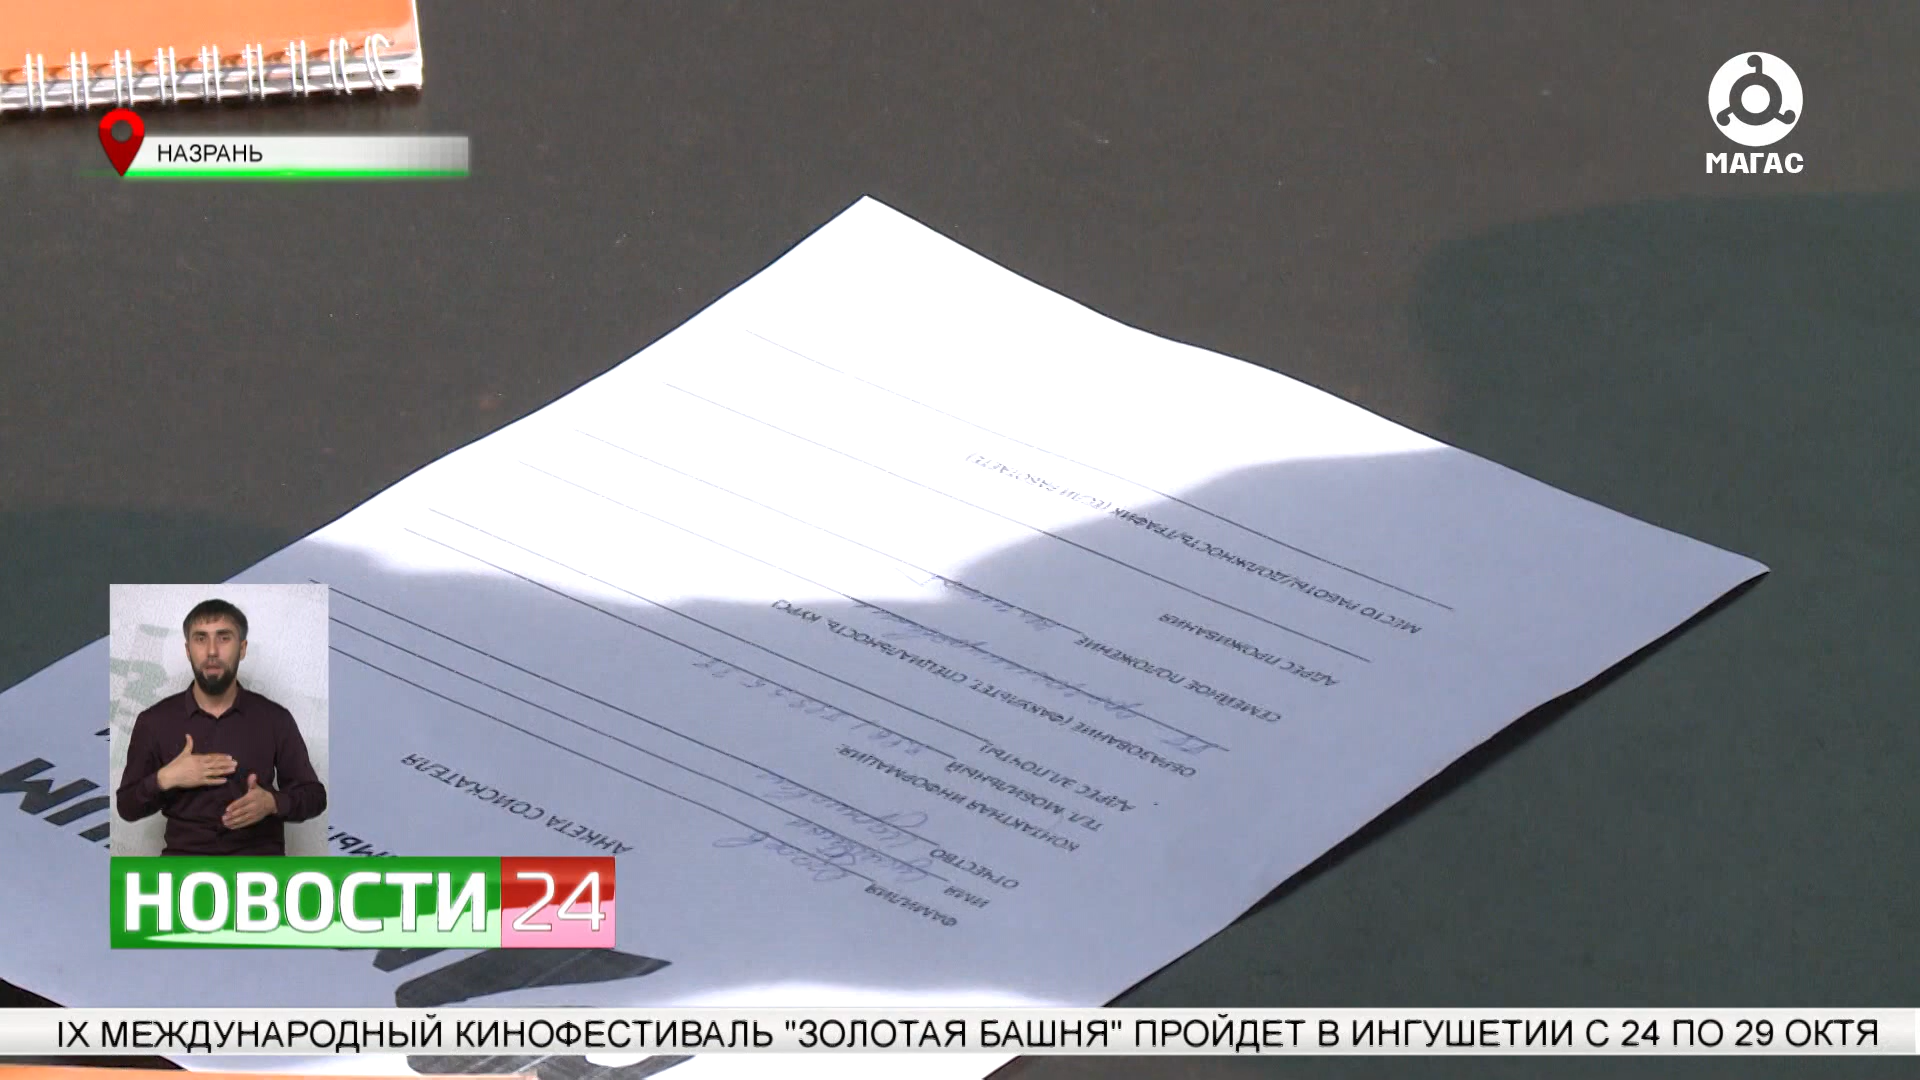 НАЗРАНЬ
МАГАС
МЕСТО РАБОТЫ/ДОЛЖНОСТЬ/ГРАФИК (ЕСЛИ РАБОТАЕТЕ)
АДРЕС ПРОЖИВАНИЯ
СЕМЕЙНОЕ ПОЛОЖЕНИЕ
ОБРАЗОВАНИЕ (ФАКУЛЬТЕТ, СПЕЦИАЛЬНОСТЬ, КУРС)
АДРЕС ЭЛ.ПОЧТЫ
ТЕЛ. МОБИЛЬНЫЙ
КОНТАКТНАЯ ИНФОРМАЦИЯ:
ОТЧЕСТВО
ИМЯ
ФАМИЛИЯ
АНКЕТА СОИСКАТЕЛЯ
НОВОСТИ 24
IX МЕЖДУНАРОДНЫЙ КИНОФЕСТИВАЛЬ "ЗОЛОТАЯ БАШНЯ" ПРОЙДЕТ В ИНГУШЕТИИ С 24 ПО 29 ОКТЯ